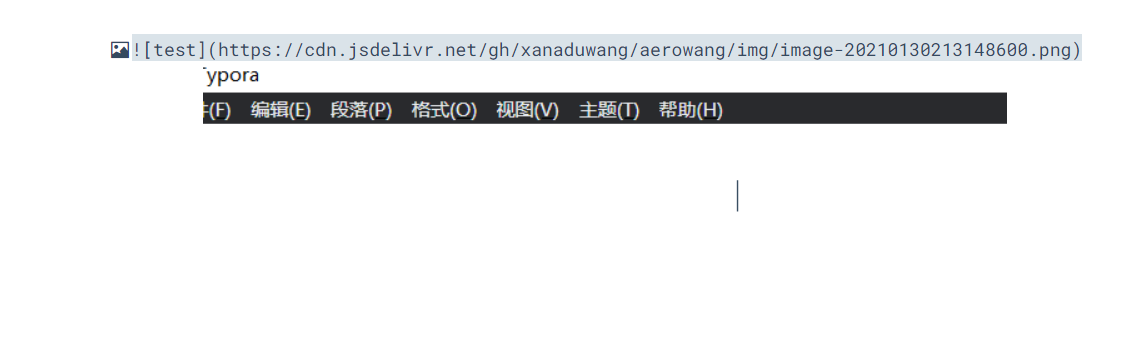 ![test](https://cdn.jsdelivr.net/gh/xanaduwang/aerowang/img/image-20210130213148600.png)
Typora
(F) 编辑(E) 段落(P) 格式(O) 视图(V) 主题(T) 帮助(H)